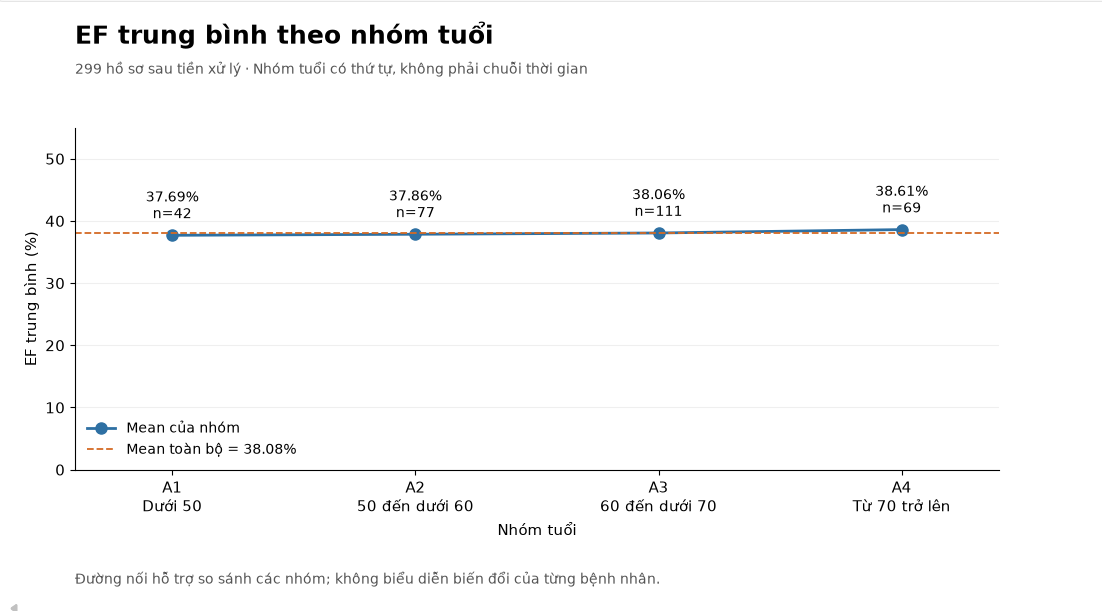 EF trung bình theo nhóm tuổi
299 hồ sơ sau tiền xử lý · Nhóm tuổi có thứ tự, không phải chuỗi thời gian
EF trung bình (%)
50
40
30
20
10
0
37.69%
n=42
37.86%
n=77
38.06%
n=111
38.61%
n=69
Mean của nhóm
Mean toàn bộ = 38.08%
A1
Dưới 50
A2
50 đến dưới 60
A3
60 đến dưới 70
A4
Từ 70 trở lên
Nhóm tuổi
Đường nối hỗ trợ so sánh các nhóm; không biểu diễn biến đổi của từng bệnh nhân.